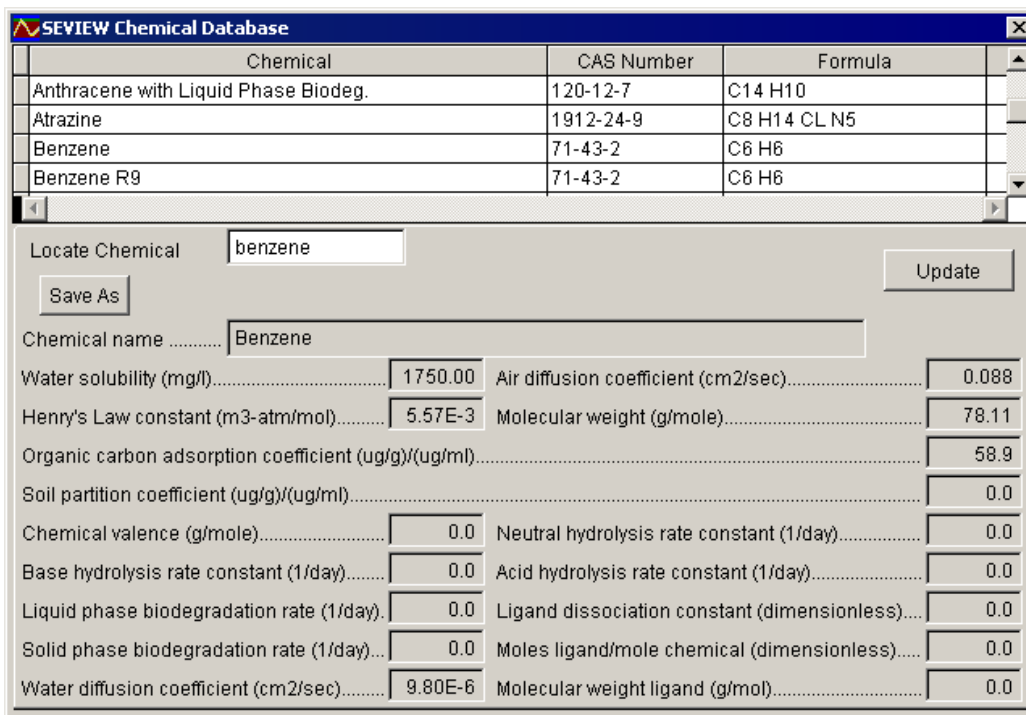 SEVIEW Chemical Database
Chemical CAS Number Formula
Anthracene with Liquid Phase Biodeg. 120-12-7 C14 H10
Atrazine 1912-24-9 C8 H14 CL N5
Benzene 71-43-2 C6 H6
Benzene R9 71-43-2 C6 H6
Locate Chemical benzene
Update
Save As
Chemical name .......... Benzene
Water solubility (mg/l)................................. 1750.00 Air diffusion coefficient (cm2/sec)......................... 0.088
Henry's Law constant (m3-atm/mol)......... 5.57E-3 Molecular weight (g/mole)..................................... 78.11
Organic carbon adsorption coefficient (ug/g)/(ug/ml)................................................................................ 58.9
Soil partition coefficient (ug/g)/(ug/ml)........................................................................................................ 0.0
Chemical valence (g/mole)........................ 0.0 Neutral hydrolysis rate constant (1/day)................ 0.0
Base hydrolysis rate constant (1/day)....... 0.0 Acid hydrolysis rate constant (1/day)..................... 0.0
Liquid phase biodegradation rate (1/day). 0.0 Ligand dissociation constant (dimensionless).... 0.0
Solid phase biodegradation rate (1/day)... 0.0 Moles ligand/mole chemical (dimensionless)..... 0.0
Water diffusion coefficient (cm2/sec)........ 9.80E-6 Molecular weight ligand (g/mol)............................ 0.0